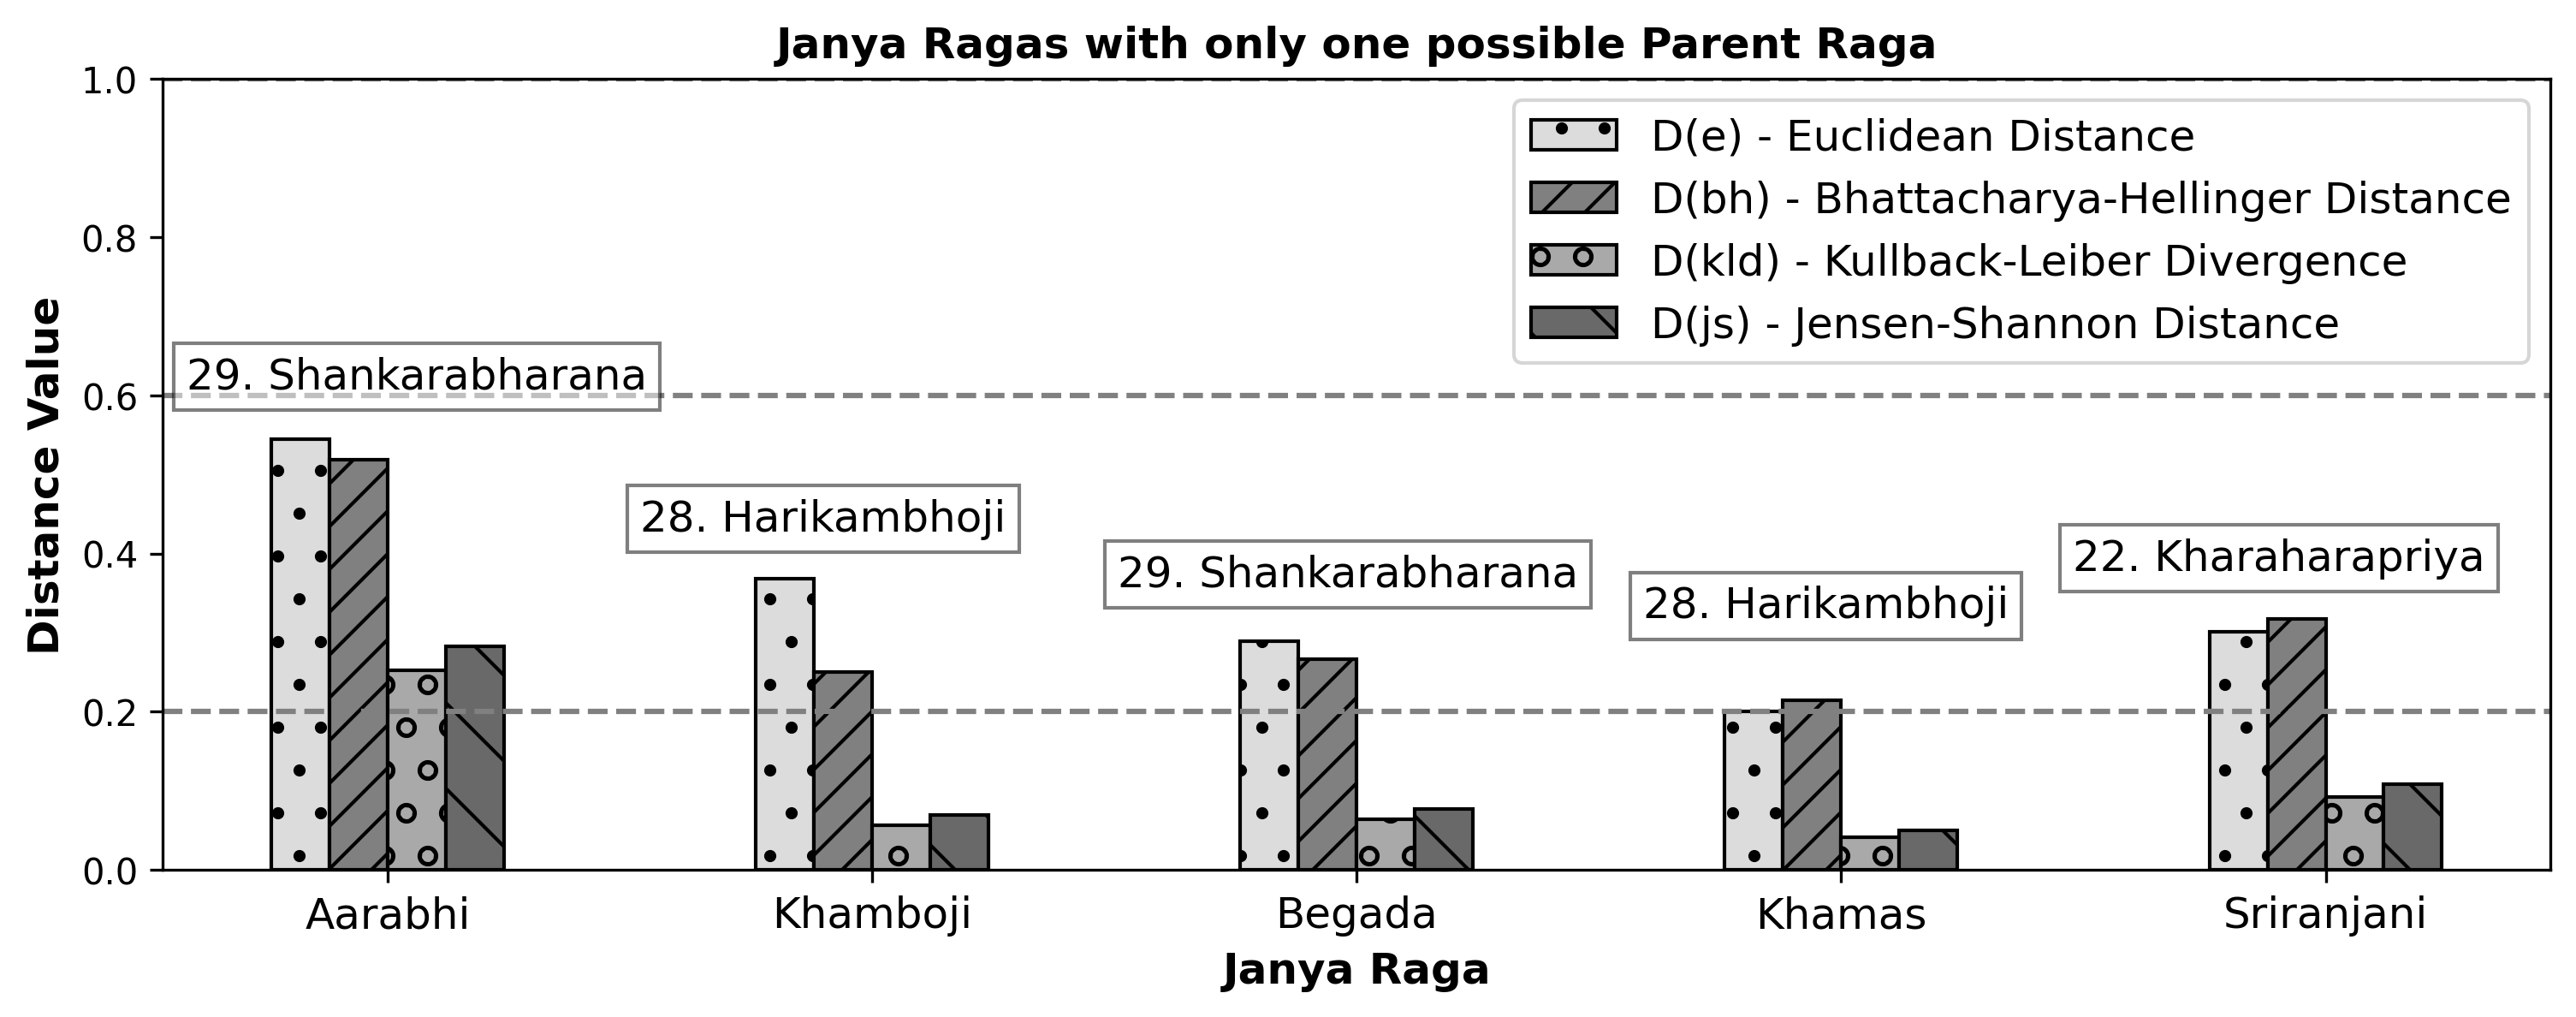 Janya Ragas with only one possible Parent Raga
1.0
0.8
0.6
0.4
0.2
0.0
Distance Value
D(e) - Euclidean Distance
D(bh) - Bhattacharya-Hellinger Distance
D(kld) - Kullback-Leiber Divergence
D(js) - Jensen-Shannon Distance
29. Shankarabharana
28. Harikambhoji
29. Shankarabharana
28. Harikambhoji
22. Kharaharapriya
Aarabhi
Khamboji
Begada
Khamas
Sriranjani
Janya Raga